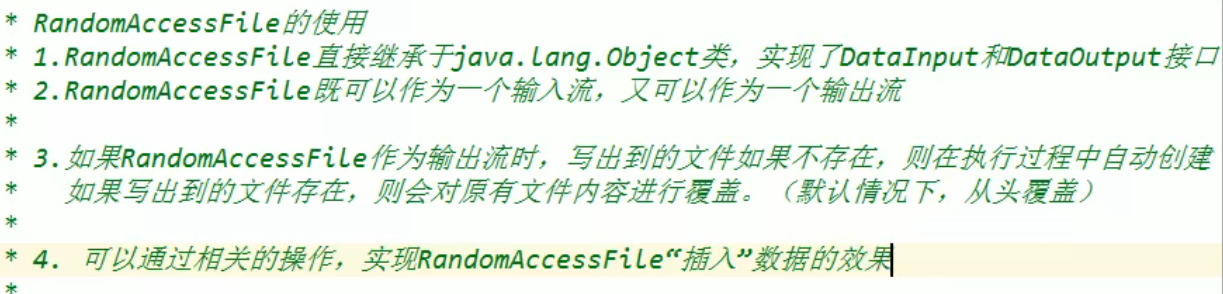 * RandomAccessFile的使用
* 1.RandomAccessFile直接继承于java.lang.Object类，实现了DataInput和DataOutput接口
* 2.RandomAccessFile既可以作为一个输入流，又可以作为一个输出流
*
* 3.如果RandomAccessFile作为输出流时，写出到的文件如果不存在，则在执行过程中自动创建
*   如果写出到的文件存在，则会对原有文件内容进行覆盖。（默认情况下，从头覆盖）
*
* 4. 可以通过相关的操作，实现RandomAccessFile“插入”数据的效果
*